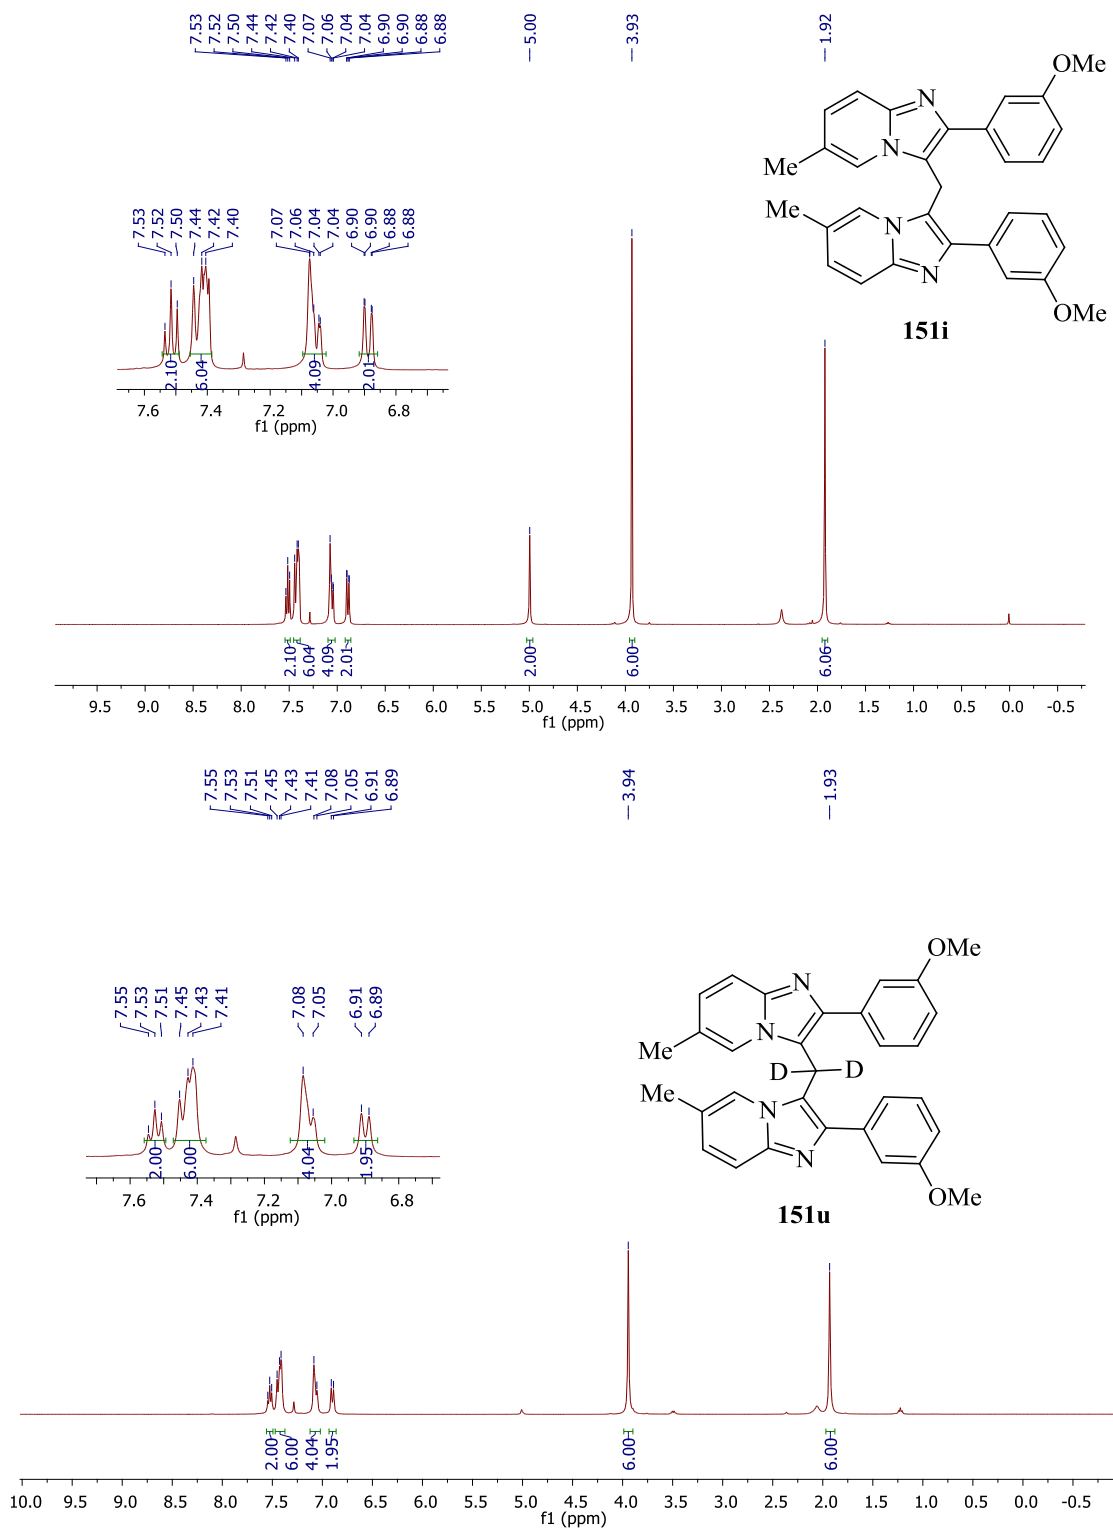 7.53 7.52 7.50 7.44 7.42 7.40 7.07 7.06 7.04 7.04 6.90 6.90 6.88 6.88 5.00 3.93 1.92
OMe
N
N
Me
Me
N
N
OMe
151i
7.53 7.52 7.50 7.44 7.42 7.40 7.07 7.06 7.04 7.04 6.90 6.90 6.88 6.88
2.10 6.04 4.09 2.01
7.6 7.4 7.2 7.0 6.8
f1 (ppm)
2.10 6.04 4.09 2.01 2.00 6.00 6.06
9.5 9.0 8.5 8.0 7.5 7.0 6.5 6.0 5.5 5.0 4.5 4.0 3.5 3.0 2.5 2.0 1.5 1.0 0.5 0.0 -0.5
f1 (ppm)
7.55 7.53 7.51 7.45 7.43 7.41 7.08 7.05 6.91 6.89 3.94 1.93
OMe
N
N
Me
D D
Me
N
N
OMe
151u
7.55 7.53 7.51 7.45 7.43 7.41 7.08 7.05 6.91 6.89
2.00 6.00 4.04 1.95
7.6 7.4 7.2 7.0 6.8
f1 (ppm)
2.00 6.00 4.04 1.95 6.00 6.00
10.0 9.5 9.0 8.5 8.0 7.5 7.0 6.5 6.0 5.5 5.0 4.5 4.0 3.5 3.0 2.5 2.0 1.5 1.0 0.5 0.0 -0.5
f1 (ppm)